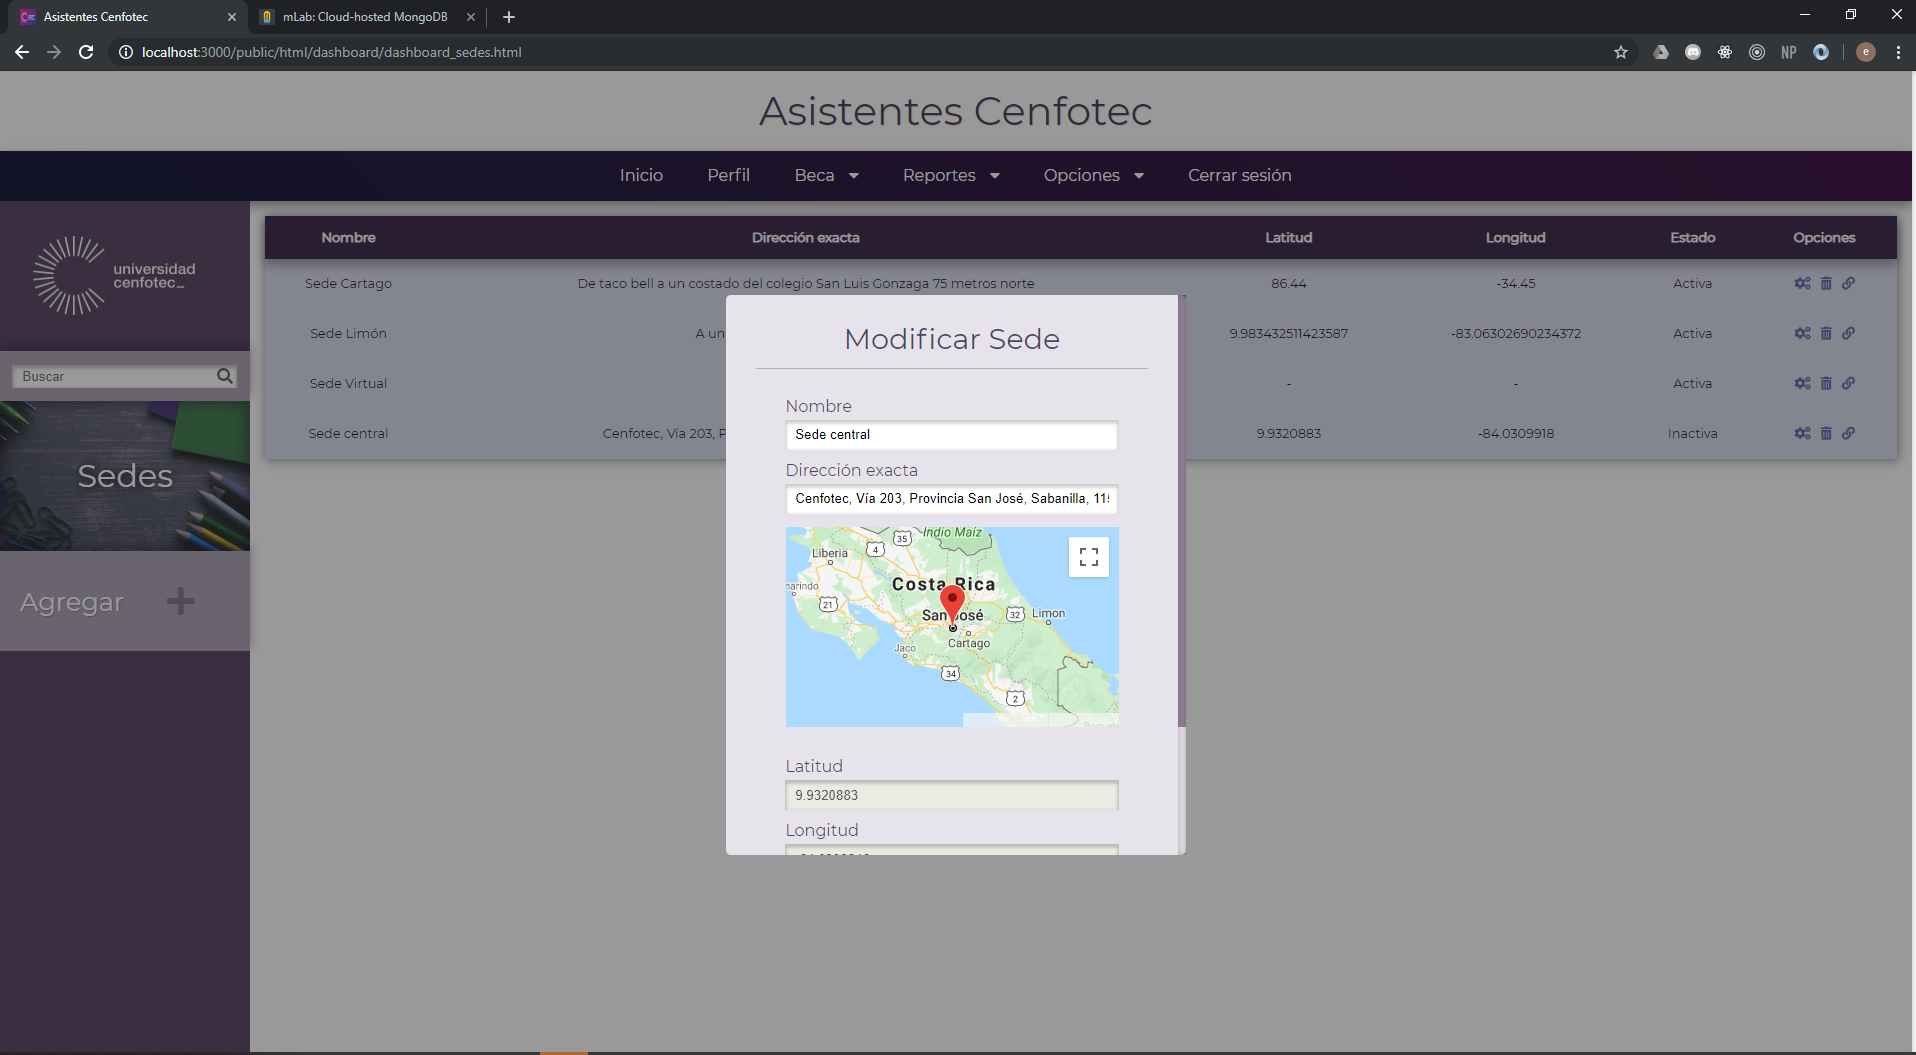 Asistentes Cenfotec
mLab: Cloud-hosted MongoDB
localhost:3000/public/html/dashboard/dashboard_sedes.html
NP
e
Asistentes Cenfotec
Inicio Perfil Beca Reportes Opciones Cerrar sesión
universidad
cenfotec_
Buscar
Sedes
Agregar
Nombre Dirección exacta Latitud Longitud Estado Opciones
Sede Cartago De taco bell a un costado del colegio San Luis Gonzaga 75 metros norte 86.44 -34.45 Activa
Sede Limón A un 9.983432511423587 -83.06302690234372 Activa
Sede Virtual - - Activa
Sede central Cenfotec, Vía 203, P 9.9320883 -84.0309918 Inactiva
Modificar Sede
Nombre
Sede central
Dirección exacta
Cenfotec, Vía 203, Provincia San José, Sabanilla, 115
Indio Maíz
35
4
Liberia
Costa Rica
narindo
21
San José
32
Limon
Cartago
Jaco
34
2
Latitud
9.9320883
Longitud